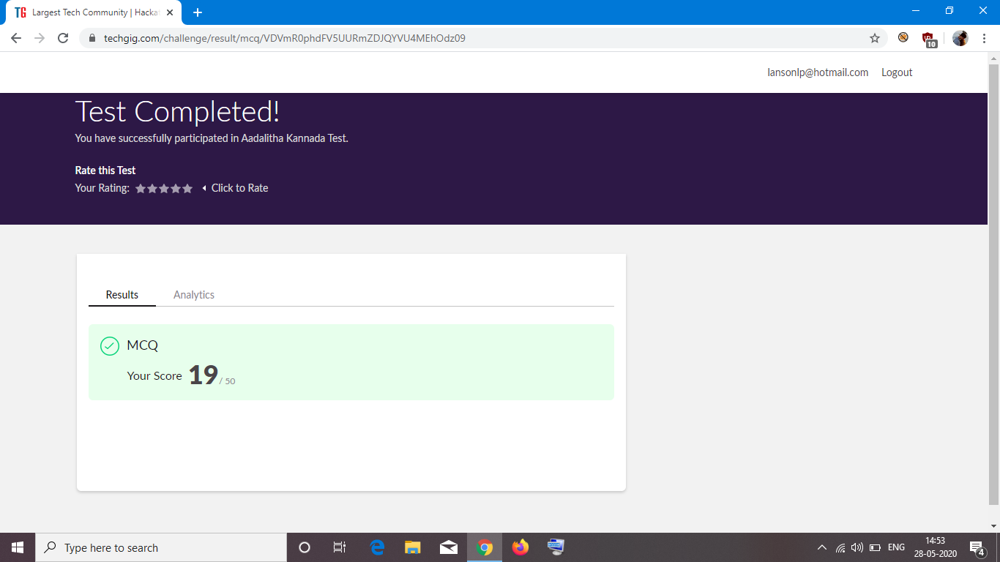 TG Largest Tech Community | Hacka
techgig.com/challenge/result/mcq/VDVmR0phdFV5UURmZDJQYVU4MEhOdz09
10
lansonlp@hotmail.com Logout
Test Completed!
You have successfully participated in Aadalitha Kannada Test.
Rate this Test
Your Rating: Click to Rate
Results Analytics
MCQ
Your Score 19 / 50
Type here to search
ENG
14:53
28-05-2020
4